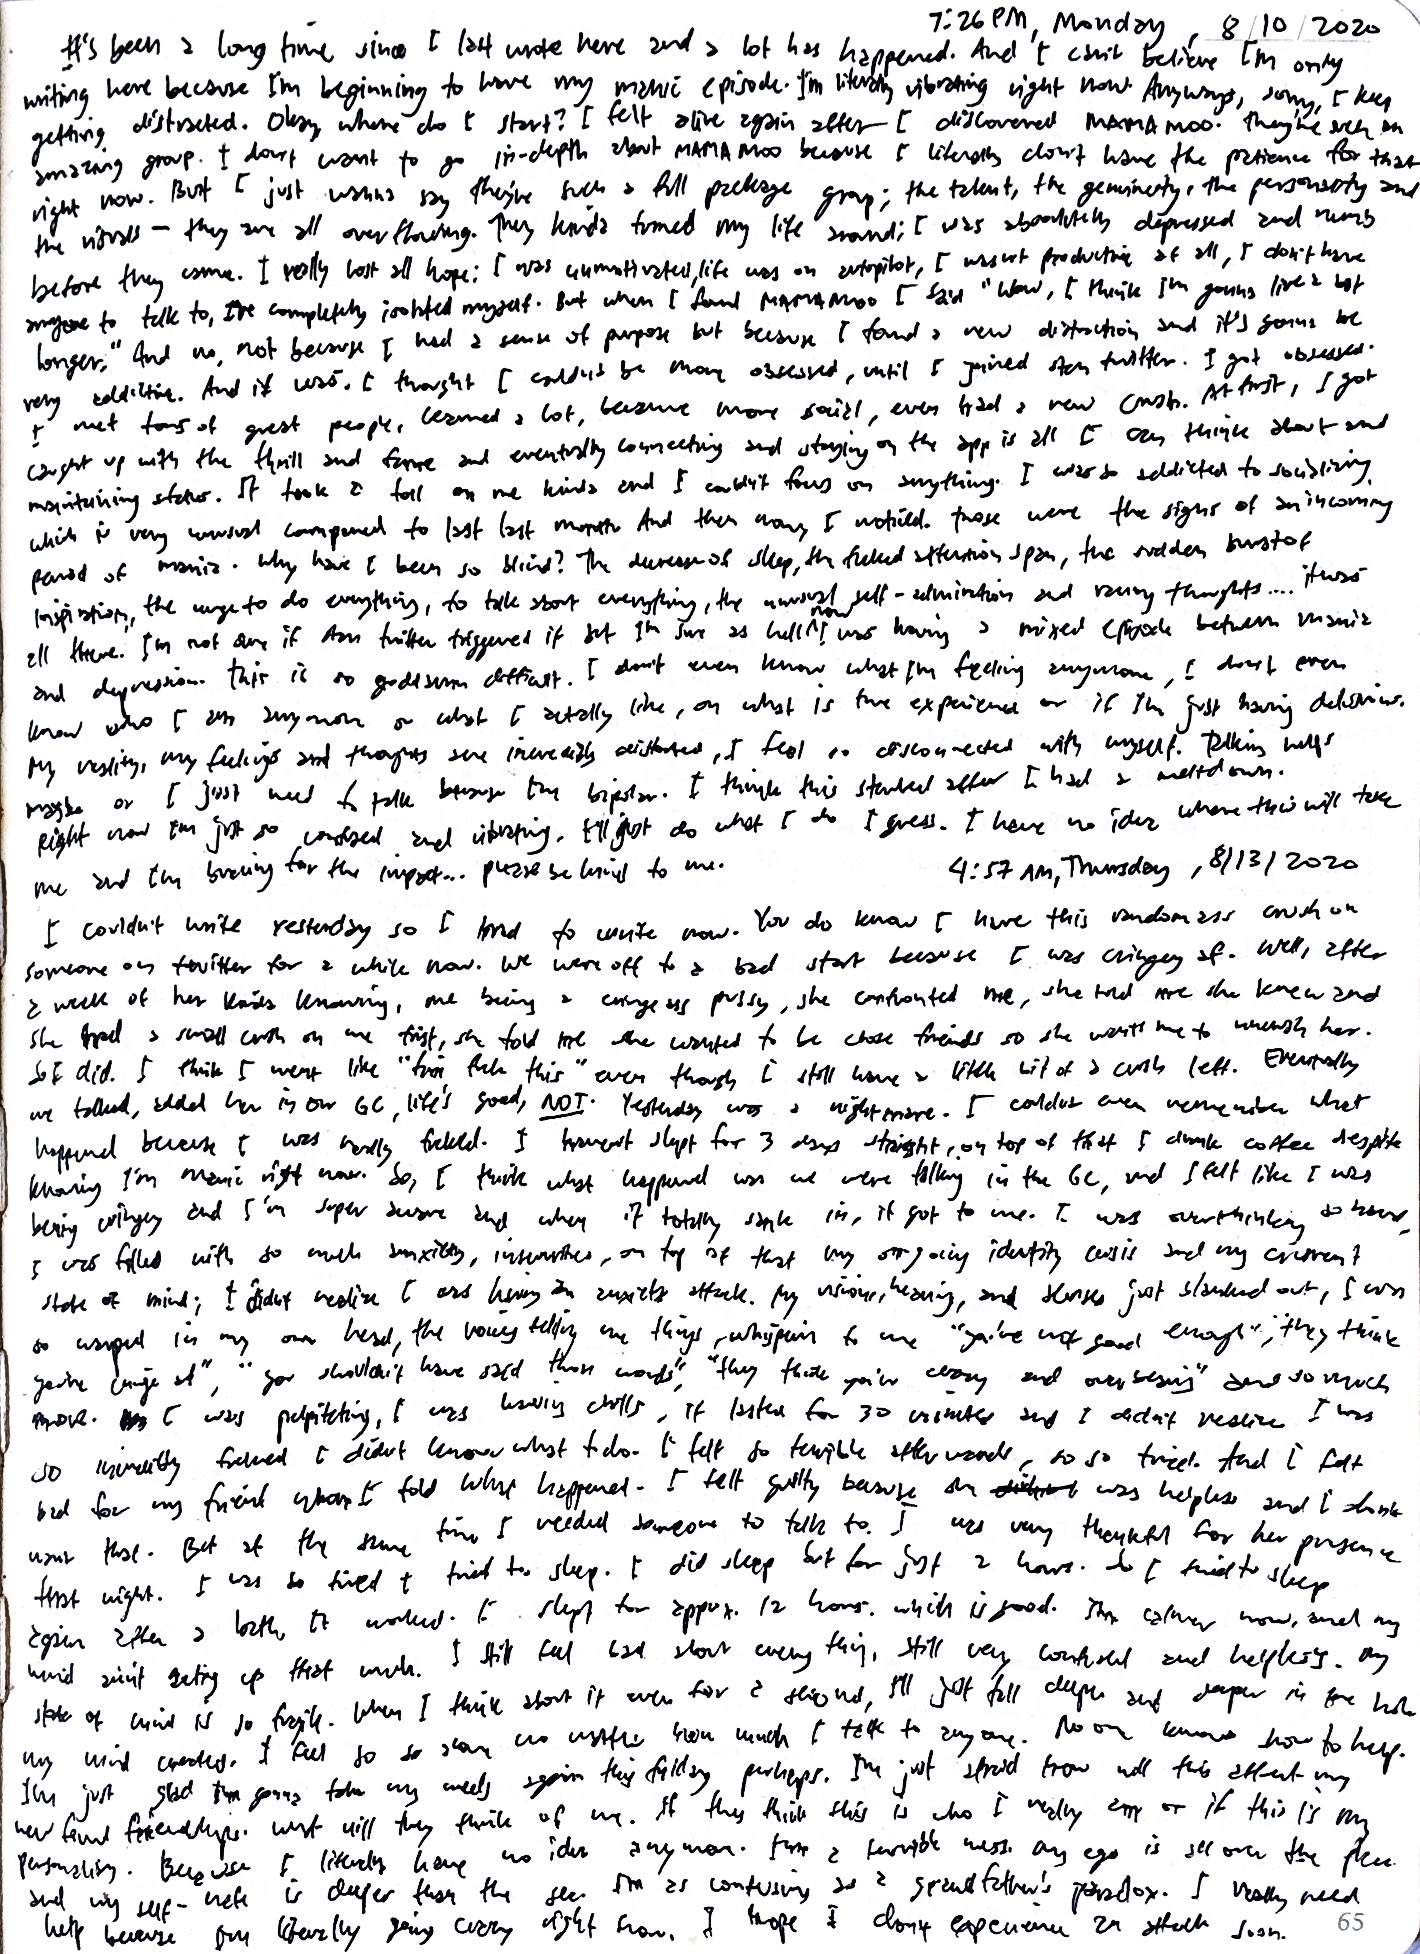 7:26 PM, Monday, 8/10/2020
It's been a long time since I last wrote here and a lot has happened. And I can't believe I'm only
writing here because I'm beginning to have my manic episode. I'm literally vibrating right now. Anyways, sorry, I keep
getting distracted. Okay where do I start? I felt alive again after I discovered MAMAMOO. They're such an
amazing group. I don't want to go in-depth about MAMAMOO because I literally don't have the patience for that
right now. But I just wanna say they're such a full package group; the talent, the genuinety, the personality and
the visuals — they are all overflowing. They kinda turned my life around; I was absolutely depressed and numb
before they came. I really lost all hope; I was unmotivated, life was on autopilot, I wasn't productive at all, I don't have
anyone to talk to, I've completely isolated myself. But when I found MAMAMOO I said "Wow, I think I'm gonna live a bit
longer." And no, not because I had a sense of purpose but because I found a new distraction and it's gonna be
very addictive. And it was. I thought I couldn't be more obsessed, until I joined stan twitter. I got obsessed.
I met tons of great people, learned a lot, became more social, even had a new crush. At first, I got
caught up with the thrill and fame and eventually connecting and staying on the app is all I can think about and
maintaining status. It took a toll on me kinda and I couldn't focus on anything. I was so addicted to socializing
which is very unusual compared to last last month. And then now, I noticed. Those were the signs of an incoming
period of mania. Why have I been so blind? The decrease of sleep, the fucked attention span, the sudden burst of
inspiration, the urge to do everything, to talk about everything, the unusual self-admiration and racing thoughts.... it was
all there. I'm not sure if stan twitter triggered it but I'm sure as hell now I was having a mixed episode between mania
and depression. This is so goddamn difficult. I don't even know what I'm feeling anymore, I don't even
know who I am anymore or what I actually like, or what is true experience or if I'm just having delusions.
My reality, my feelings and thoughts are incredibly distorted, I feel so disconnected with myself. Talking helps
maybe or I just need to talk because I'm bipolar. I think this started after I had a meltdown.
Right now I'm just so confused and vibrating. I'll just do what I do I guess. I have no idea where this will take
me and I'm bracing for the impact... please be kind to me.
4:57 AM, Thursday, 8/13/2020
I couldn't write yesterday so I tried to write now. You do know I have this random ass crush on
someone on twitter for a while now. We were off to a bad start because I was cringey af. Well, after
a week of her kinda knowing, me being a cringe ass pussy, she confronted me, she told me she knew and
she had a small crush on me first, she told me she wanted to be close friends so she wants me to uncrush her.
So I did. I think I went like "fine fuck this" even though I still have a little bit of a crush left. Eventually
we talked, added her in our GC, life's good, NOT. Yesterday was a nightmare. I couldn't even remember what
happened because I was really fucked. I haven't slept for 3 days straight, on top of that I drank coffee despite
knowing I'm manic right now. So, I think what happened was we were talking in the GC, and I felt like I was
being cringey and I'm super aware and when it totally sank in, it got to me. I was overthinking so hard,
I was filled with so much anxiety, insecurities, on top of that my ongoing identity crisis and my current
state of mind; I didn't realize I was having an anxiety attack. My vision, hearing, and senses just blanked out, I was
so warped in my own head, the voices telling me things, whispering to me "you're not good enough", "they think
you're cringe af", "you shouldn't have said those words", "they think you're crazy and overbearing" and so much
more. I was palpitating, I was having chills, it lasted for 30 minutes and I didn't realize I was
so incredibly fucked I didn't know what to do. I felt so terrible afterwards, so so tired. And I felt
bad for my friend whom I told what happened. I felt guilty because she was helpless and I don't
want that. But at the same time I needed someone to talk to. I was very thankful for her presence
that night. I was so tired I tried to sleep. I did sleep but for just 2 hours. So I tried to sleep
again after a bath, it worked. I slept for approx. 12 hours. which is good. I'm calmer now, and my
mind ain't acting up that much. I still feel bad about everything, still very confused and helpless. My
state of mind is so fragile. When I think about it even for a second, I'll just fall deeper and deeper in the hole
my mind created. I feel so so alone no matter how much I talk to anyone. No one knows how to help.
I'm just glad I'm gonna take my meds again this friday perhaps. I'm just afraid how will this affect my
new found friendships. What will they think of me. If they think this is who I really am or if this is my
personality. Because I literally have no idea anymore. I'm a terrible mess. My ego is all over the place
and my self-hate is deeper than the sea. I'm as confusing as a grandfather's paradox. I really need
help because I'm literally going crazy right now. I hope I don't experience an attack soon.
65